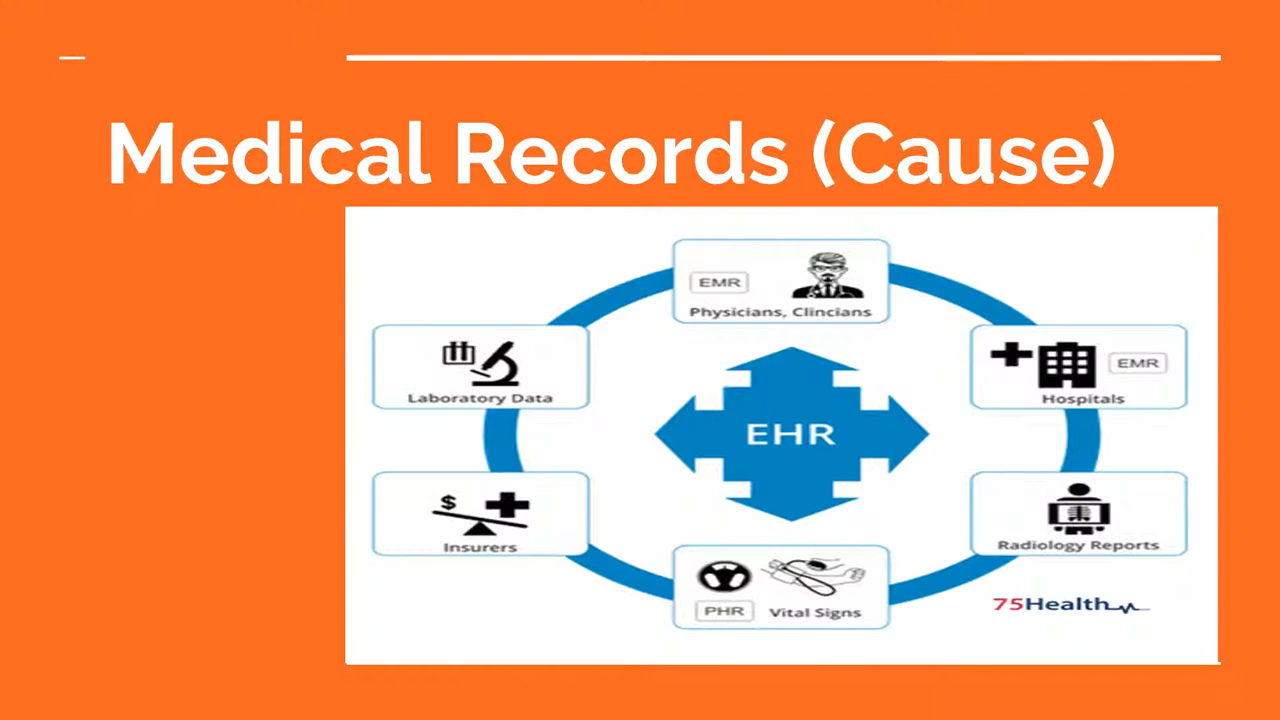 Medical Records (Cause)
EMR
Physicians, Clincians
Laboratory Data
EMR
Hospitals
EHR
$
Insurers
Radiology Reports
PHR
Vital Signs
75Health